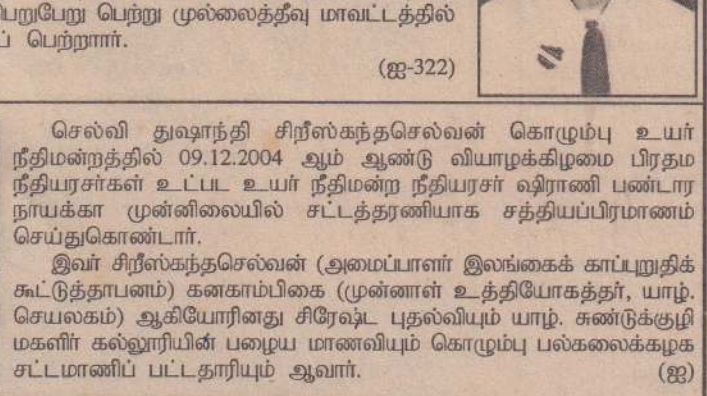 பெறுபேறு பெற்று முல்லைத்தீவு மாவட்டத்தில்
பெற்றாார்.
(ஐ-322)
செல்வி துஷாந்தி சிறீஸ்கந்தசெல்வன் கொழும்பு உயர்
நீதிமன்றத்தில் 09.12.2004 ஆம் ஆண்டு வியாழக்கிழமை பிரதம
நீதியரசர்கள் உட்பட உயர் நீதிமன்ற நீதியரசர் ஷிராணி பண்டார
நாயக்கா முன்னிலையில் சட்டத்தரணியாக சத்தியப்பிரமாணம்
செய்துகொண்டார்.
இவர் சிறீஸ்கந்தசெல்வன் (அமைப்பாளர் இலங்கைக் காப்புறுதிக்
கூட்டுத்தாபனம்) கனகாம்பிகை (முன்னாள் உத்தியோகத்தர், யாழ்.
செயலகம்) ஆகியோரினது சிரேஷ்ட புதல்வியும் யாழ். சுண்டுக்குழி
மகளிர் கல்லூரியின் பழைய மாணவியும் கொழும்பு பல்கலைக்கழக
சட்டமாணிப் பட்டதாரியும் ஆவார். (ஐ)